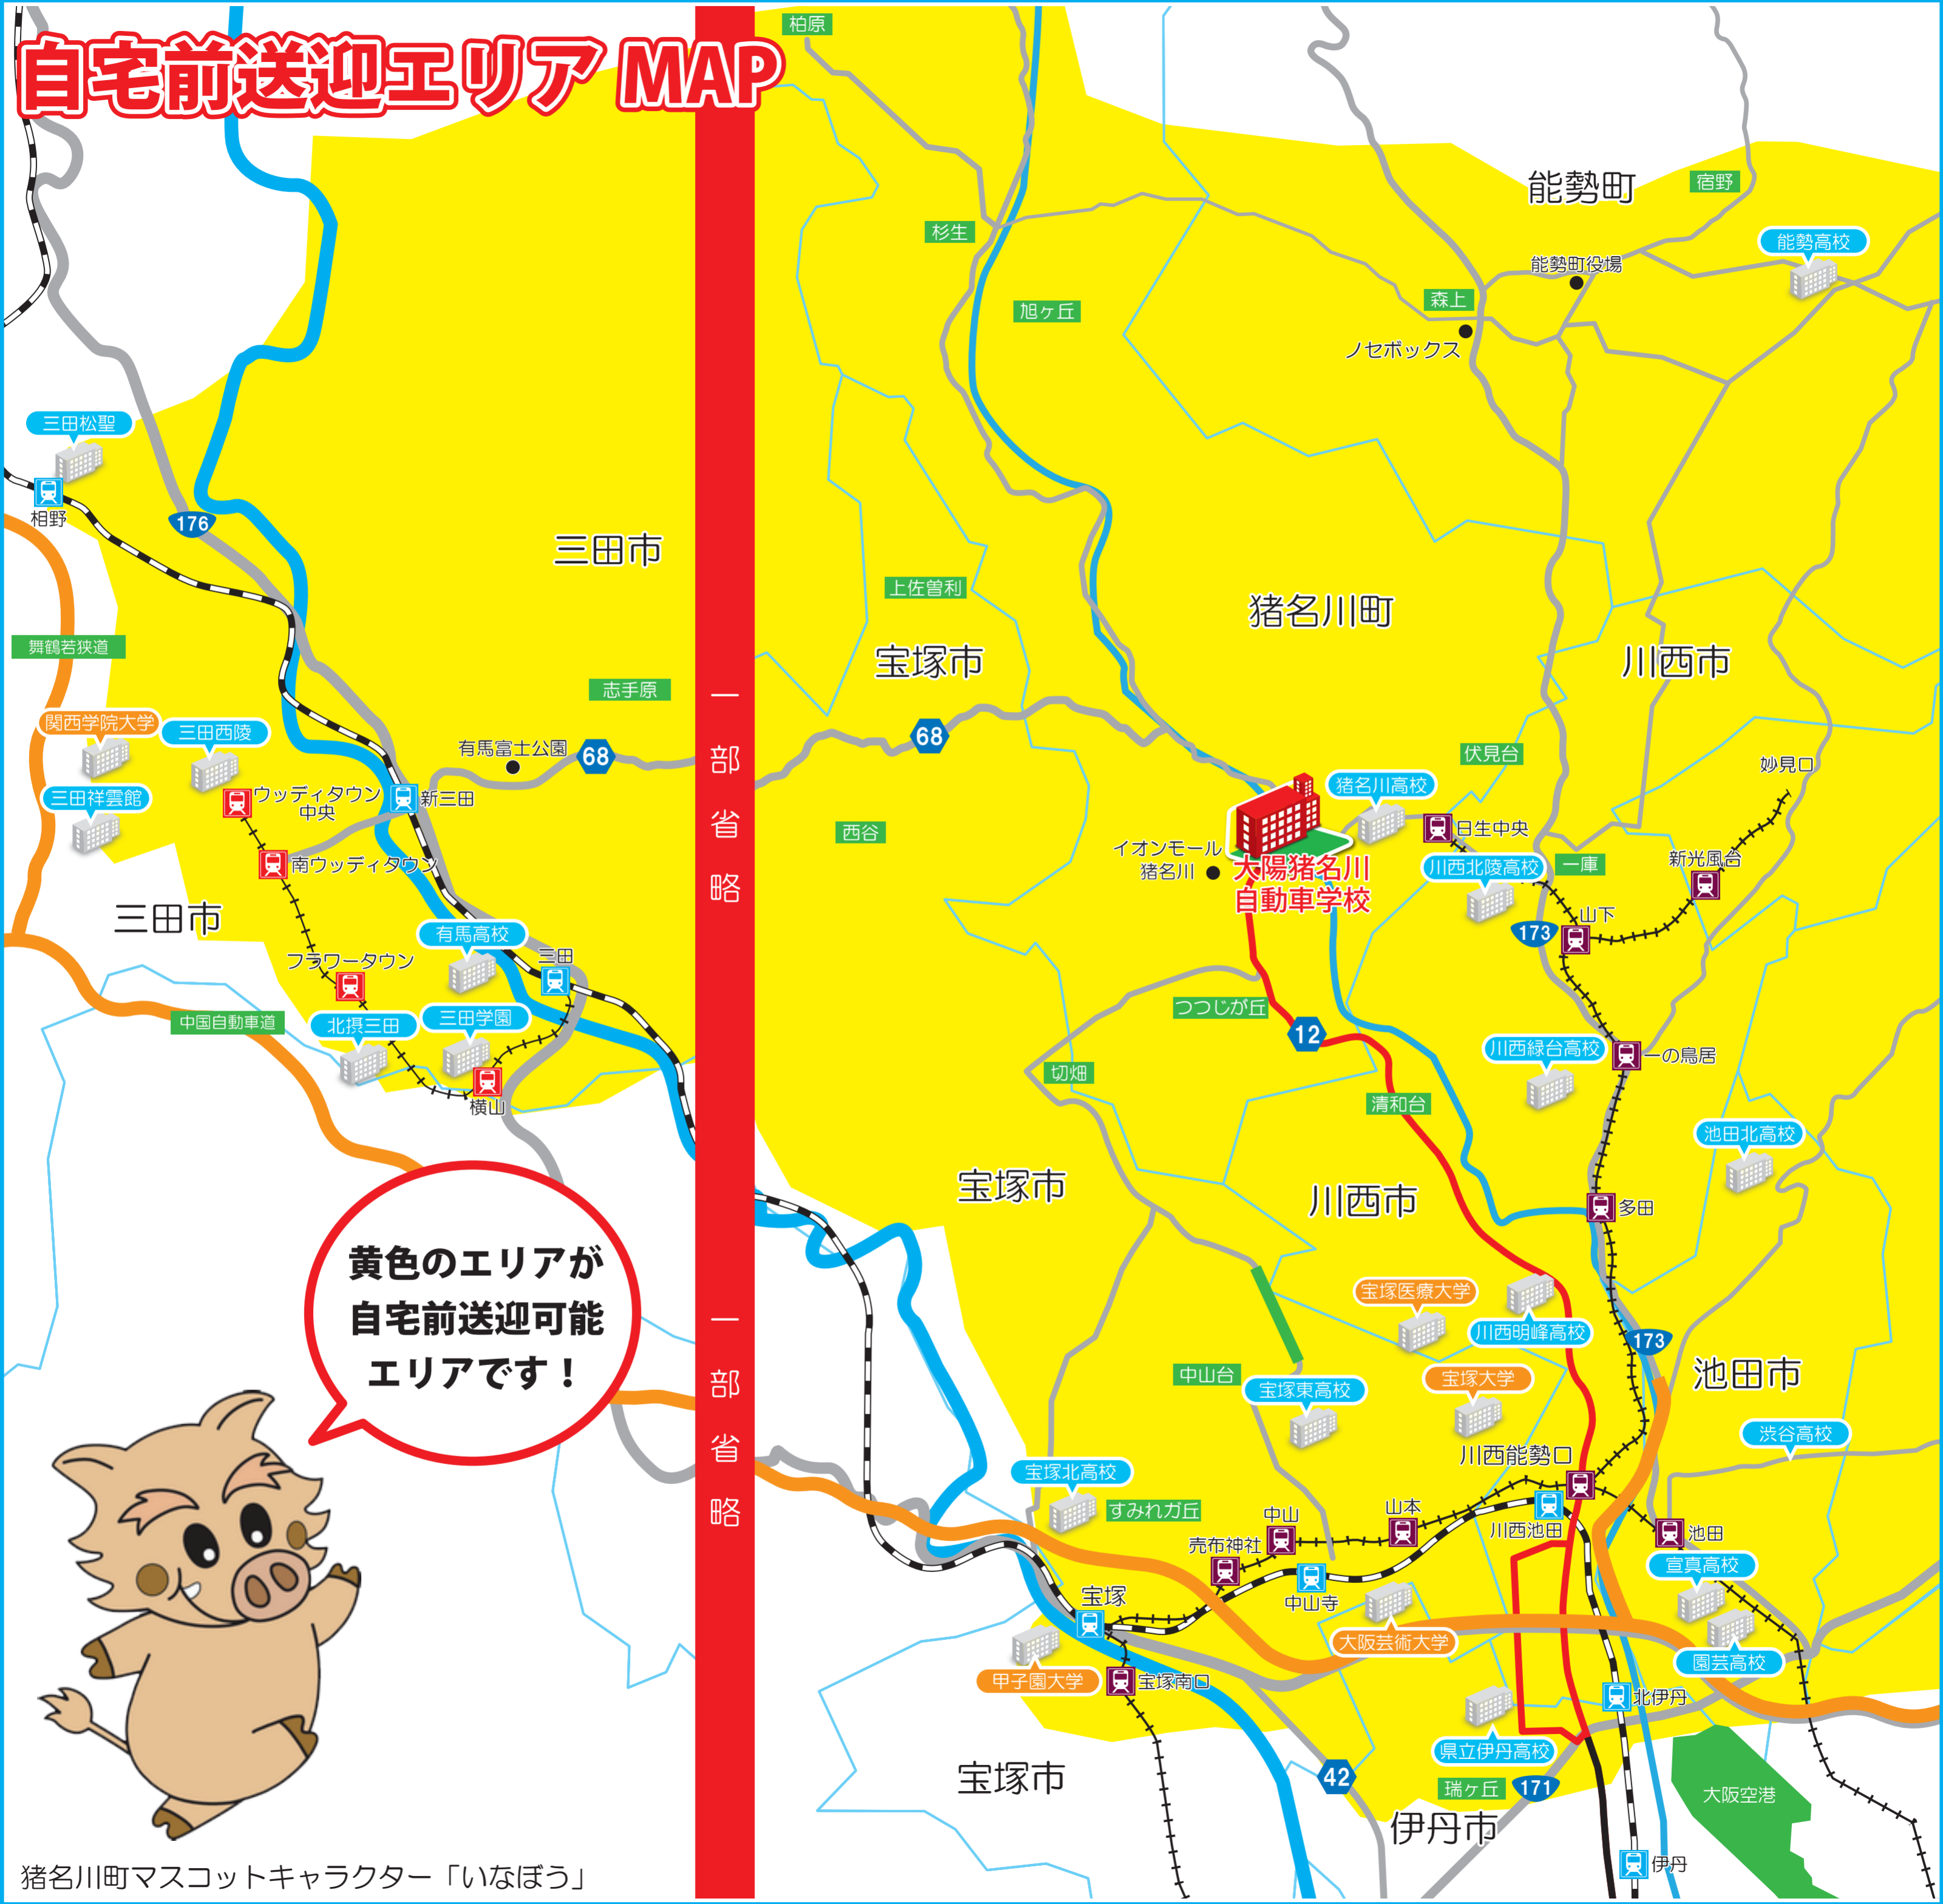 自宅前送迎エリア MAP
柏原
能勢町
宿野
杉生
能勢高校
能勢町役場
森上
旭ヶ丘
ノセボックス
三田松聖
相野
176
三田市
上佐曽利
猪名川町
舞鶴若狭道
宝塚市
川西市
志手原
一部省略
関西学院大学
三田西陵
有馬富士公園
68
68
伏見台
妙見口
三田祥雲館
ウッディタウン
中央
新三田
猪名川高校
西谷
日生中央
イオンモール
猪名川
大陽猪名川
自動車学校
川西北陵高校
一庫
新光風台
南ウッディタウン
三田市
山下
173
有馬高校
三田
フラワータウン
つつじが丘
中国自動車道
北摂三田
三田学園
12
川西緑台高校
一の鳥居
切畑
横山
清和台
池田北高校
宝塚市
川西市
多田
黄色のエリアが
自宅前送迎可能
エリアです！
宝塚医療大学
川西明峰高校
173
一部省略
中山台
宝塚東高校
宝塚大学
池田市
渋谷高校
川西能勢口
宝塚北高校
すみれガ丘
中山
山本
川西池田
池田
売布神社
宣真高校
宝塚
中山寺
大阪芸術大学
園芸高校
甲子園大学
宝塚南口
北伊丹
県立伊丹高校
宝塚市
42
瑞ヶ丘
171
大阪空港
伊丹市
伊丹
猪名川町マスコットキャラクター「いなぼう」